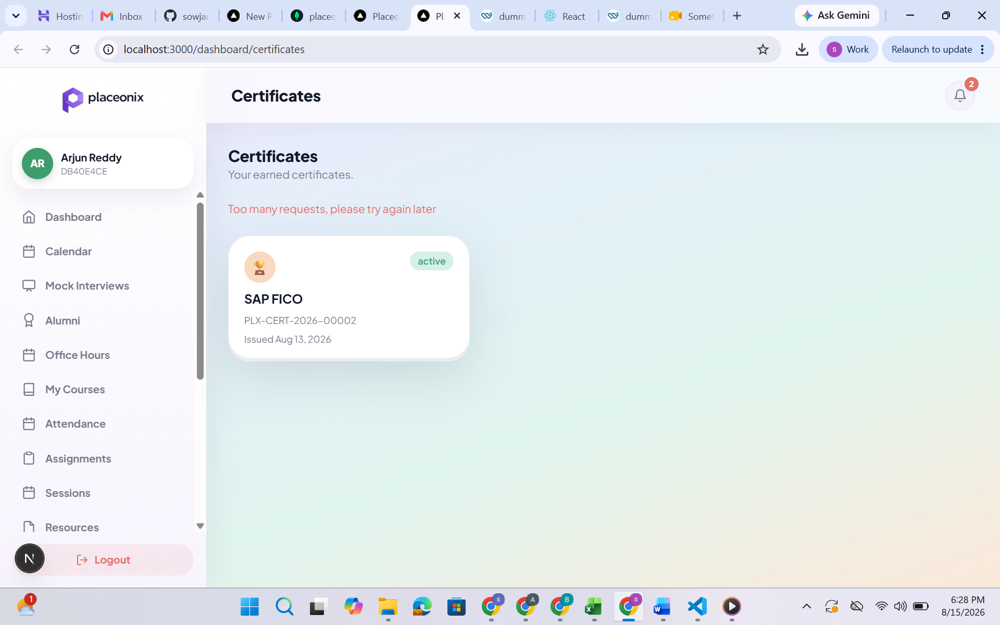 Hostin
Inbox
sowjar
New P
placeo
Placeo
Pl
dumm
React
dumm
Somet
Ask Gemini
localhost:3000/dashboard/certificates
S
Work
Relaunch to update
placeonix
Certificates
2
AR
Arjun Reddy
DB40E4CE
Dashboard
Calendar
Mock Interviews
Alumni
Office Hours
My Courses
Attendance
Assignments
Sessions
Resources
N
Logout
Certificates
Your earned certificates.
Too many requests, please try again later
active
SAP FICO
PLX-CERT-2026-00002
Issued Aug 13, 2026
1
S
A
B
S
6:28 PM
8/15/2026